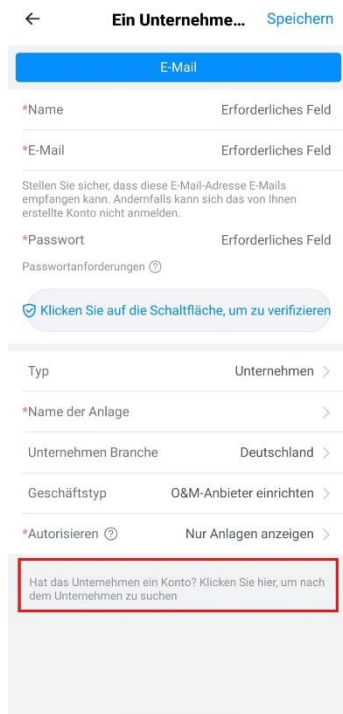 Ein Unternehme... Speichern
E-Mail
*Name Erforderliches Feld
*E-Mail Erforderliches Feld
Stellen Sie sicher, dass diese E-Mail-Adresse E-Mails
empfangen kann. Andernfalls kann sich das von Ihnen
erstellte Konto nicht anmelden.
*Passwort Erforderliches Feld
Passwortanforderungen
Klicken Sie auf die Schaltfläche, um zu verifizieren
Typ Unternehmen
*Name der Anlage
Unternehmen Branche Deutschland
Geschäftstyp O&M-Anbieter einrichten
*Autorisieren Nur Anlagen anzeigen
Hat das Unternehmen ein Konto? Klicken Sie hier, um nach
dem Unternehmen zu suchen